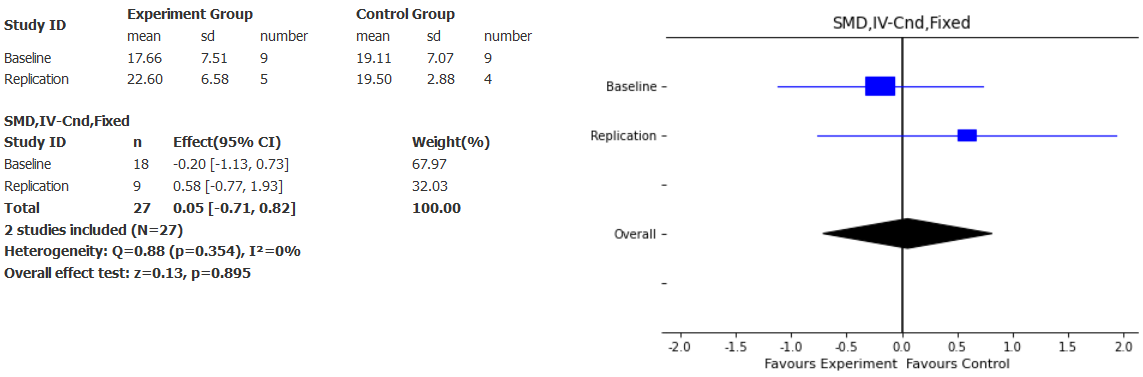 Study ID Experiment Group Control Group
mean sd number mean sd number
Baseline 17.66 7.51 9 19.11 7.07 9
Replication 22.60 6.58 5 19.50 2.88 4
SMD,IV-Cnd,Fixed
Study ID n Effect(95% CI) Weight(%)
Baseline 18 -0.20 [-1.13, 0.73] 67.97
Replication 9 0.58 [-0.77, 1.93] 32.03
Total 27 0.05 [-0.71, 0.82] 100.00
2 studies included (N=27)
Heterogeneity: Q=0.88 (p=0.354), I²=0%
Overall effect test: z=0.13, p=0.895
SMD,IV-Cnd,Fixed
Baseline
Replication
Overall
-2.0 -1.5 -1.0 -0.5 0.0 0.5 1.0 1.5 2.0
Favours Experiment Favours Control